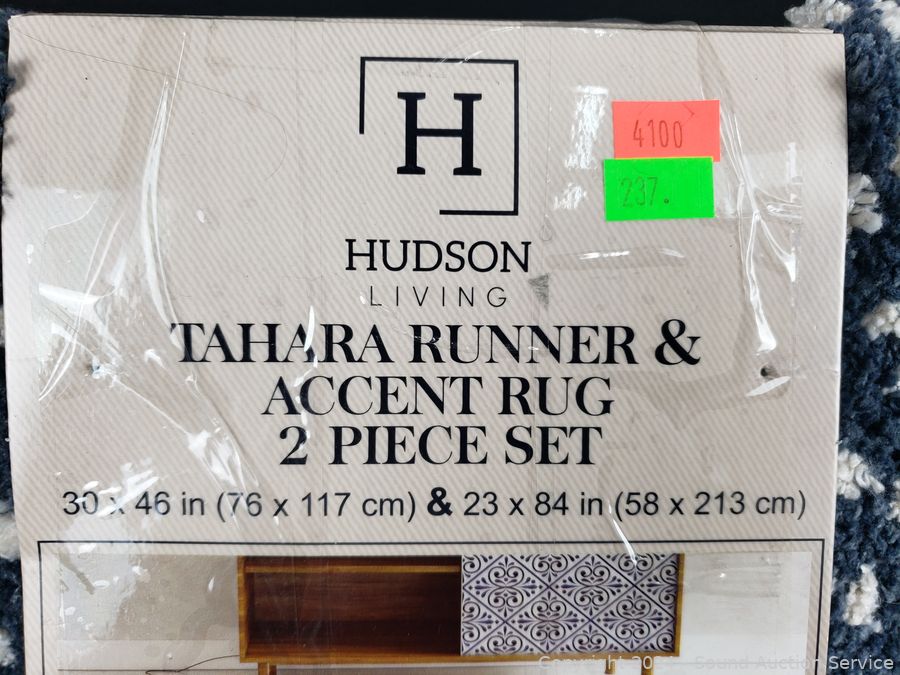 H
4100
237.
HUDSON
LIVING
TAHARA RUNNER &
ACCENT RUG
2 PIECE SET
30 x 46 in (76 x 117 cm) & 23 x 84 in (58 x 213 cm)
Copyright Sound Auction Service